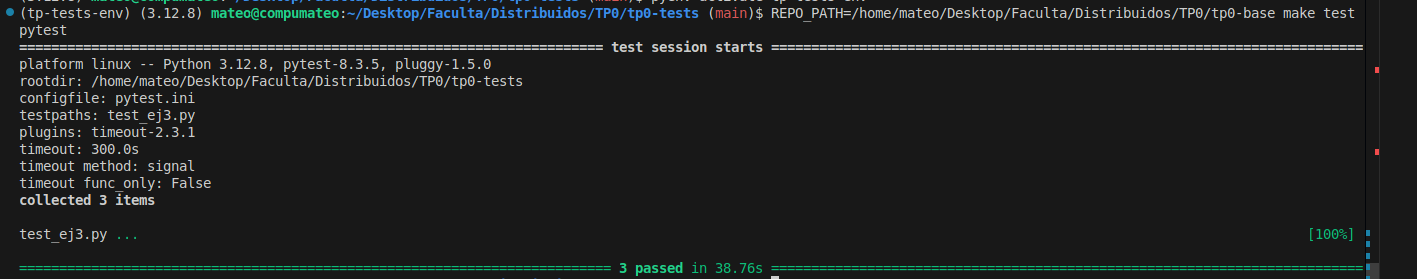 (tp-tests-env) (3.12.8) mateo@compumateo:~/Desktop/Faculta/Distribuidos/TP0/tp0-tests (main)$ REPO_PATH=/home/mateo/Desktop/Faculta/Distribuidos/TP0/tp0-base make test
pytest
========================================================================= test session starts ==========================================================================
platform linux -- Python 3.12.8, pytest-8.3.5, pluggy-1.5.0
rootdir: /home/mateo/Desktop/Faculta/Distribuidos/TP0/tp0-tests
configfile: pytest.ini
testpaths: test_ej3.py
plugins: timeout-2.3.1
timeout: 300.0s
timeout method: signal
timeout func_only: False
collected 3 items
test_ej3.py ... [100%]
========================================================================== 3 passed in 38.76s ==========================================================================